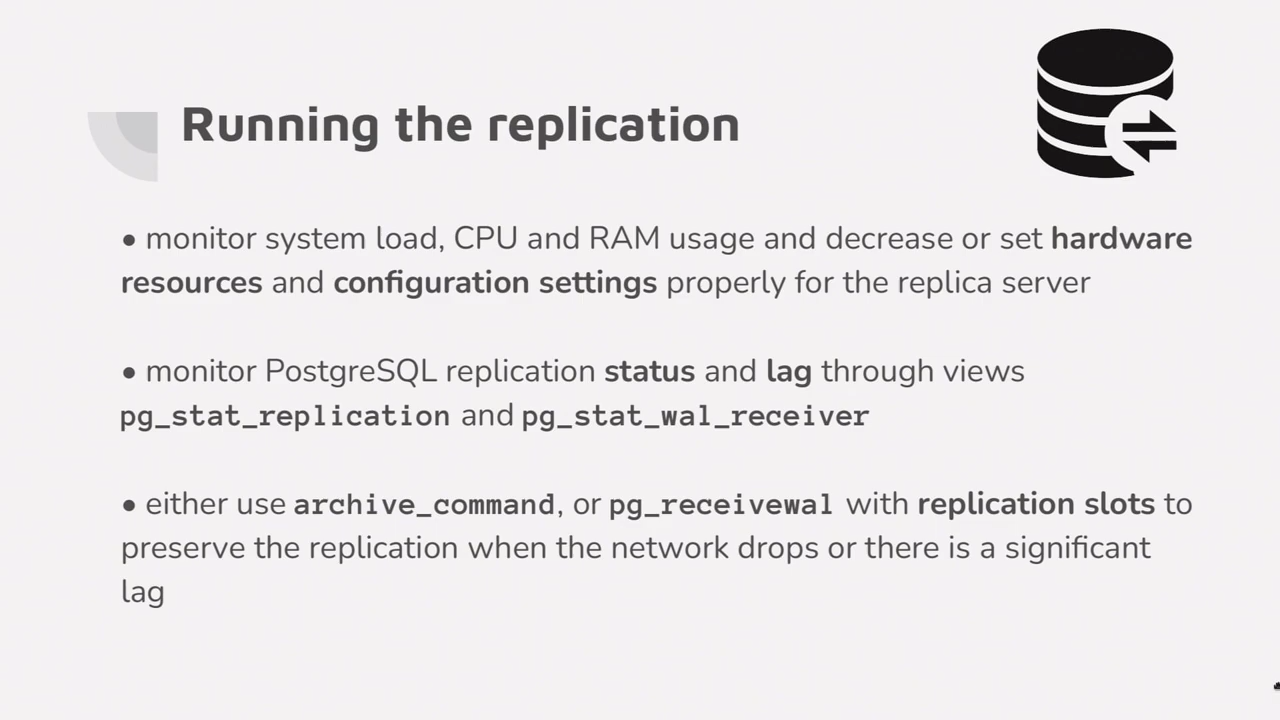 Running the replication
• monitor system load, CPU and RAM usage and decrease or set hardware
resources and configuration settings properly for the replica server
• monitor PostgreSQL replication status and lag through views
pg_stat_replication and pg_stat_wal_receiver
• either use archive_command, or pg_receivewal with replication slots to
preserve the replication when the network drops or there is a significant
lag